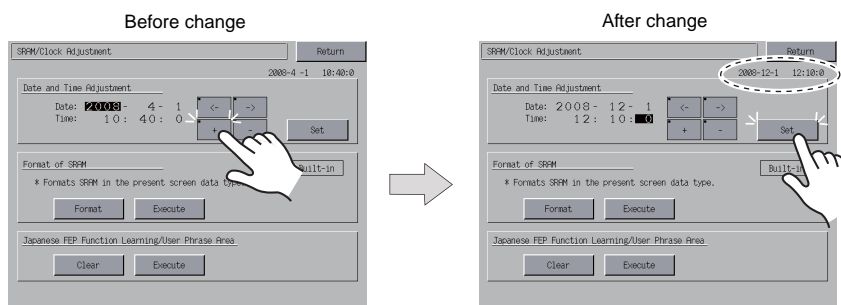 Before change
SRAM/Clock Adjustment
Return
2008-4 -1 10:40:0
Date and Time Adjustment
Date: 2008- 4- 1
Time: 10: 40: 0
<- ->
+ -
Set
Format of SRAM
Built-in
* Formats SRAM in the present screen data type.
Format Execute
Japanese FEP Function Learning/User Phrase Area
Clear Execute
After change
SRAM/Clock Adjustment
Return
2008-12-1 12:10:0
Date and Time Adjustment
Date: 2008- 12- 1
Time: 12: 10: 0
<- ->
+ -
Set
Format of SRAM
Built-in
* Formats SRAM in the present screen data type.
Format Execute
Japanese FEP Function Learning/User Phrase Area
Clear Execute